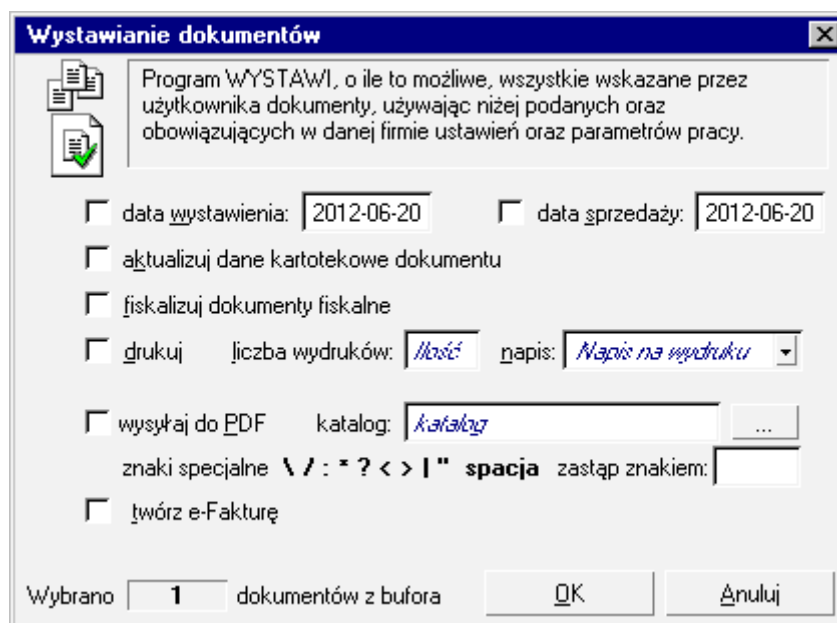 Wystawianie dokumentów
Program WYSTAWI, o ile to możliwe, wszystkie wskazane przez
użytkownika dokumenty, używając niżej podanych oraz
obowiązujących w danej firmie ustawień oraz parametrów pracy.
data wystawienia: 2012-06-20 data sprzedaży: 2012-06-20
aktualizuj dane kartotekowe dokumentu
fiskalizuj dokumenty fiskalne
drukuj liczba wydruków: Ilość napis: Napis na wydruku
wysyłaj do PDF katalog: katalog ...
znaki specjalne \ / : * ? < > | " spacja zastąp znakiem:
twórz e-Fakturę
Wybrano 1 dokumentów z bufora OK Anuluj